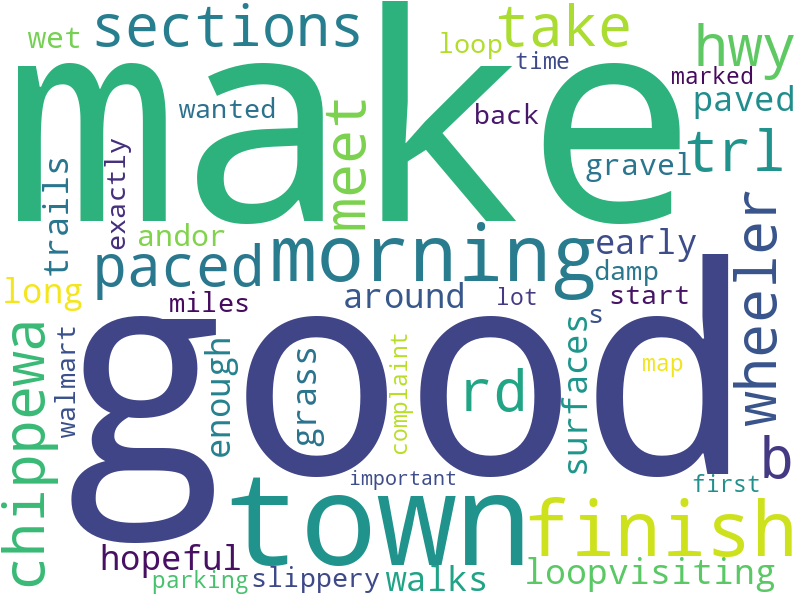 wet
sections
loop
take
time
hwy
marked
make
wanted
back
paved
meet
gravel
trl
trails
exactly
andor
paced
morning
early
wheeler
damp
long
miles
around
lot
start
s
chippewa
walmart
good
enough
grass
complaint
rd
surfaces
map
b
important
first
town
finish
hopeful
parking
slippery
walks
loopvisiting